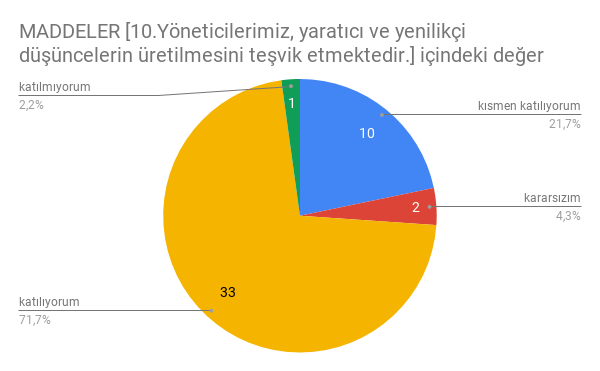 MADDELER [10.Yöneticilerimiz, yaratıcı ve yenilikçi
düşüncelerin üretilmesini teşvik etmektedir.] içindeki değer
katılmıyorum
2,2%
1
kısmen katılıyorum
21,7%
10
kararsızım
4,3%
2
33
katılıyorum
71,7%